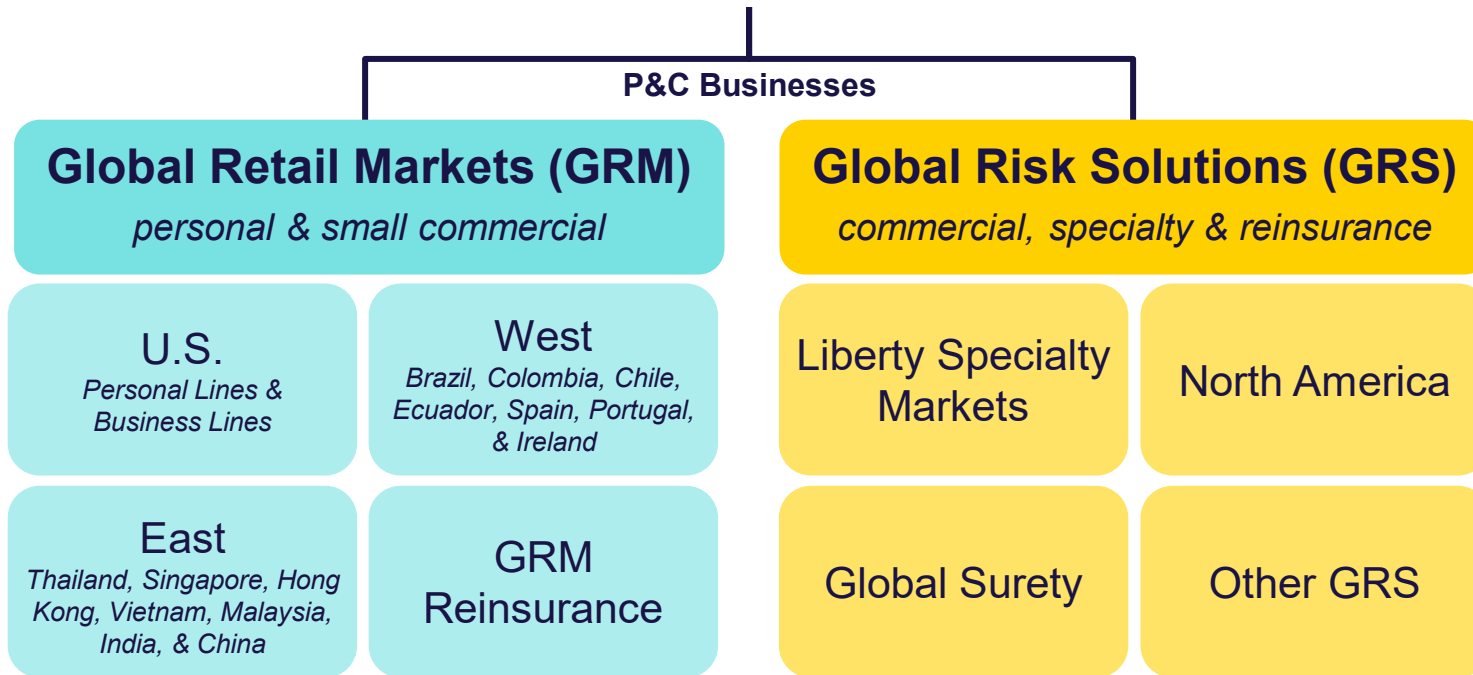 P&C Businesses
Global Retail Markets (GRM)
personal & small commercial
Global Risk Solutions (GRS)
commercial, specialty & reinsurance
U.S.
Personal Lines &
Business Lines
West
Brazil, Colombia, Chile,
Ecuador, Spain, Portugal,
& Ireland
East
Thailand, Singapore, Hong
Kong, Vietnam, Malaysia,
India, & China
GRM
Reinsurance
Liberty Specialty
Markets
North America
Global Surety
Other GRS